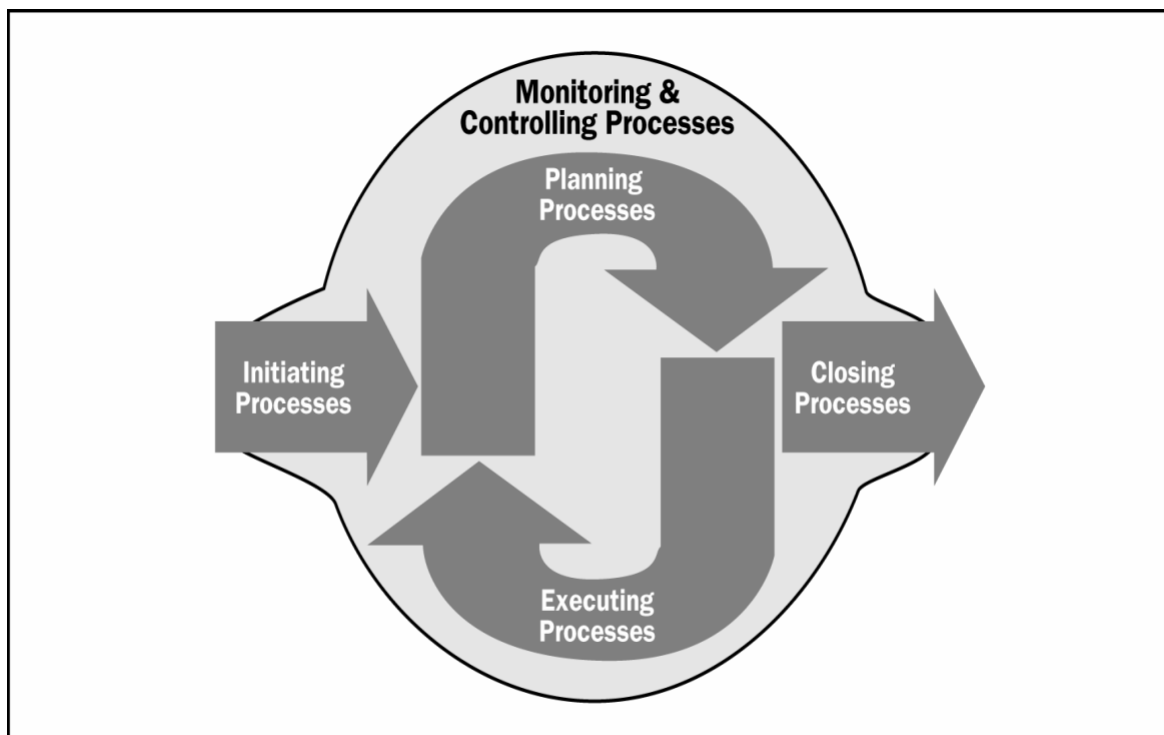 Monitoring &
Controlling Processes
Planning
Processes
Initiating
Processes
Closing
Processes
Executing
Processes